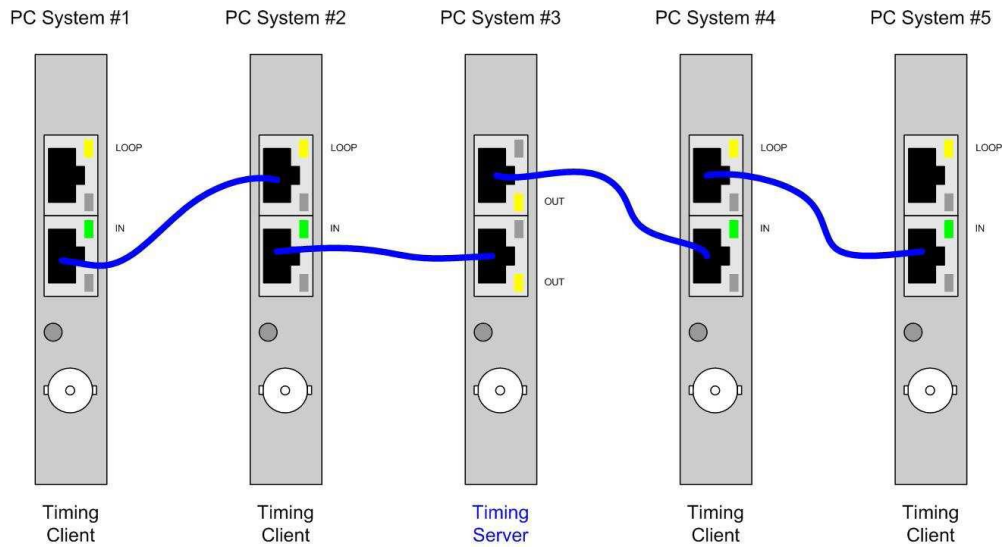 PC System #1
PC System #2
PC System #3
PC System #4
PC System #5
LOOP
LOOP
LOOP
LOOP
OUT
IN
IN
IN
IN
OUT
Timing
Client
Timing
Client
Timing
Server
Timing
Client
Timing
Client